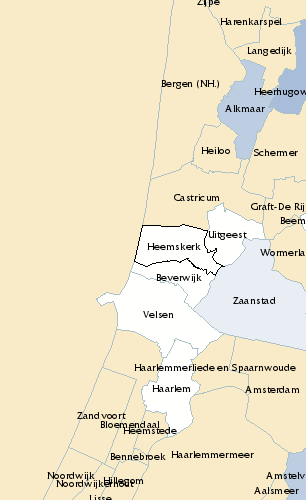 Zijpe
Harenkarspel
Langedijk
Bergen (NH.)
Heerhugow
Alkmaar
Heiloo
Schermer
Castricum
Graft-De Rij
Beem
Uitgeest
Heemskerk
Wormerla
Beverwijk
Zaanstad
Velsen
Haarlemmerliede en Spaarnwoude
Haarlem
Amsterdam
Zandvoort
Bloemendaal
Heemstede
Bennebroek
Haarlemmermeer
Noordwijk
Hillegom
Noordwijkerhout
Amstelv
Aalsmeer
Lisse